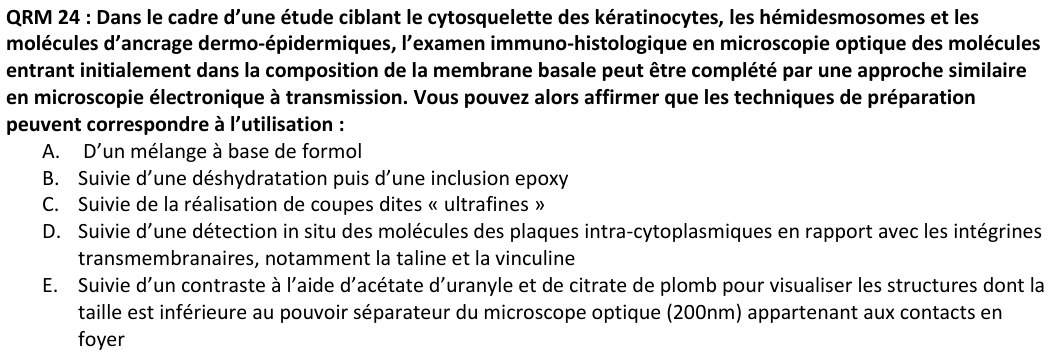 QRM 24 : Dans le cadre d’une étude ciblant le cytosquelette des kératinocytes, les hémidesmosomes et les
molécules d’ancrage dermo-épidermiques, l’examen immuno-histologique en microscopie optique des molécules
entrant initialement dans la composition de la membrane basale peut être complété par une approche similaire
en microscopie électronique à transmission. Vous pouvez alors affirmer que les techniques de préparation
peuvent correspondre à l’utilisation :
A. D’un mélange à base de formol
B. Suivie d’une déshydratation puis d’une inclusion epoxy
C. Suivie de la réalisation de coupes dites « ultrafines »
D. Suivie d’une détection in situ des molécules des plaques intra-cytoplasmiques en rapport avec les intégrines
transmembranaires, notamment la taline et la vinculine
E. Suivie d’un contraste à l’aide d’acétate d’uranyle et de citrate de plomb pour visualiser les structures dont la
taille est inférieure au pouvoir séparateur du microscope optique (200nm) appartenant aux contacts en
foyer